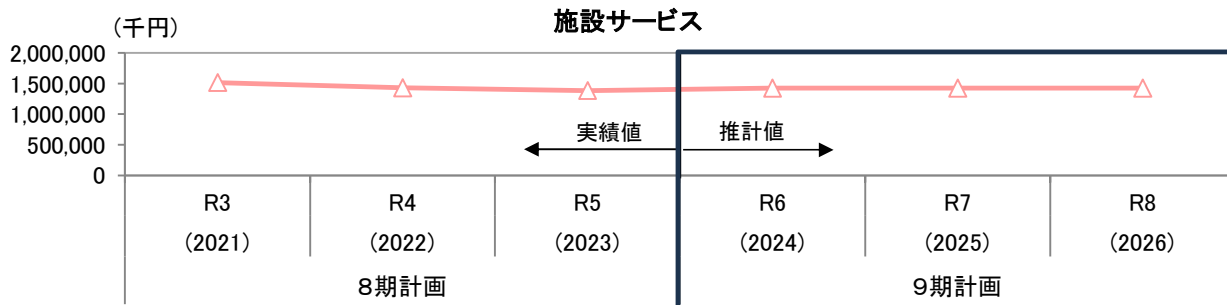 施設サービス
(千円)
2,000,000
1,500,000
1,000,000
500,000
0
実績値 推計値
R3 R4 R5 R6 R7 R8
(2021) (2022) (2023) (2024) (2025) (2026)
８期計画 ９期計画